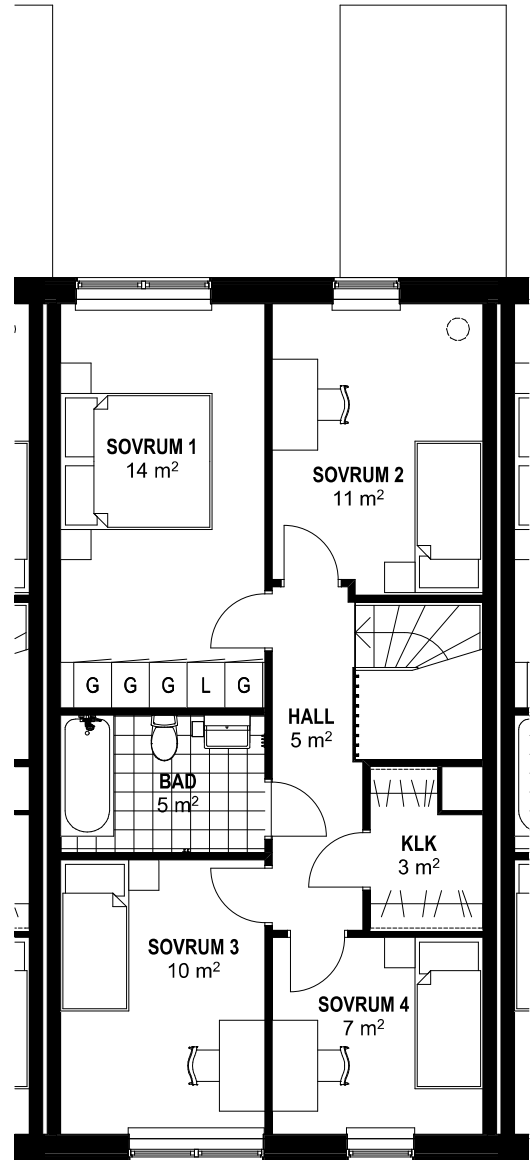 SOVRUM 1
14 m²
SOVRUM 2
11 m²
G G G L G
HALL
5 m²
BAD
5 m²
KLK
3 m²
SOVRUM 3
10 m²
SOVRUM 4
7 m²